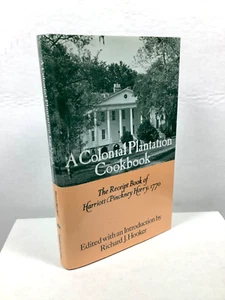 A Colonial Plantation
Cookbook
The Receipt Book of
Harriott Pinckney Horry, 1770
Edited with an Introduction by
Richard J. Hooker